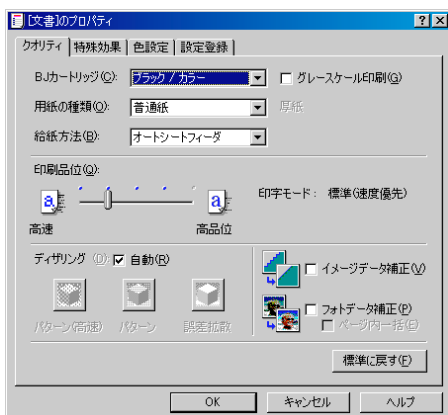 [文書]のプロパティ
クオリティ 特殊効果 色設定 設定登録
BJカートリッジ(C): ブラック / カラー グレースケール印刷(G)
用紙の種類(O): 普通紙 厚紙
給紙方法(B): オートシートフィーダ
印刷品位(Q):
印字モード: 標準(速度優先)
高速 高品位
ディザリング (D): 自動(R)
イメージデータ補正(V)
フォトデータ補正(P)
ページ内一括(E)
パターン(高速) パターン 誤差拡散
標準に戻す(F)
OK キャンセル ヘルプ